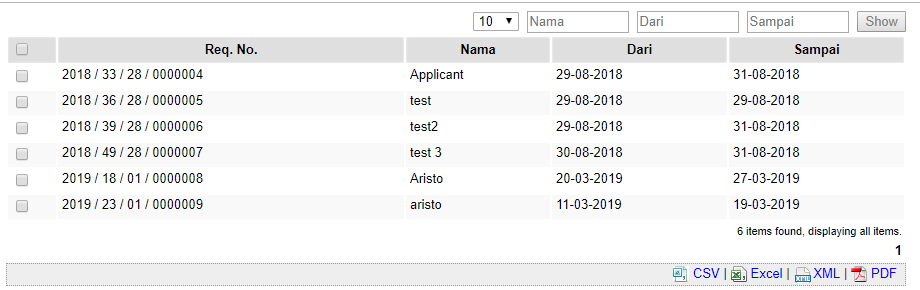 10 Nama Dari Sampai Show
Req. No. Nama Dari Sampai
2018 / 33 / 28 / 0000004 Applicant 29-08-2018 31-08-2018
2018 / 36 / 28 / 0000005 test 29-08-2018 29-08-2018
2018 / 39 / 28 / 0000006 test2 29-08-2018 31-08-2018
2018 / 49 / 28 / 0000007 test 3 30-08-2018 31-08-2018
2019 / 18 / 01 / 0000008 Aristo 20-03-2019 27-03-2019
2019 / 23 / 01 / 0000009 aristo 11-03-2019 19-03-2019
6 items found, displaying all items.
1
CSV | Excel | XML | PDF